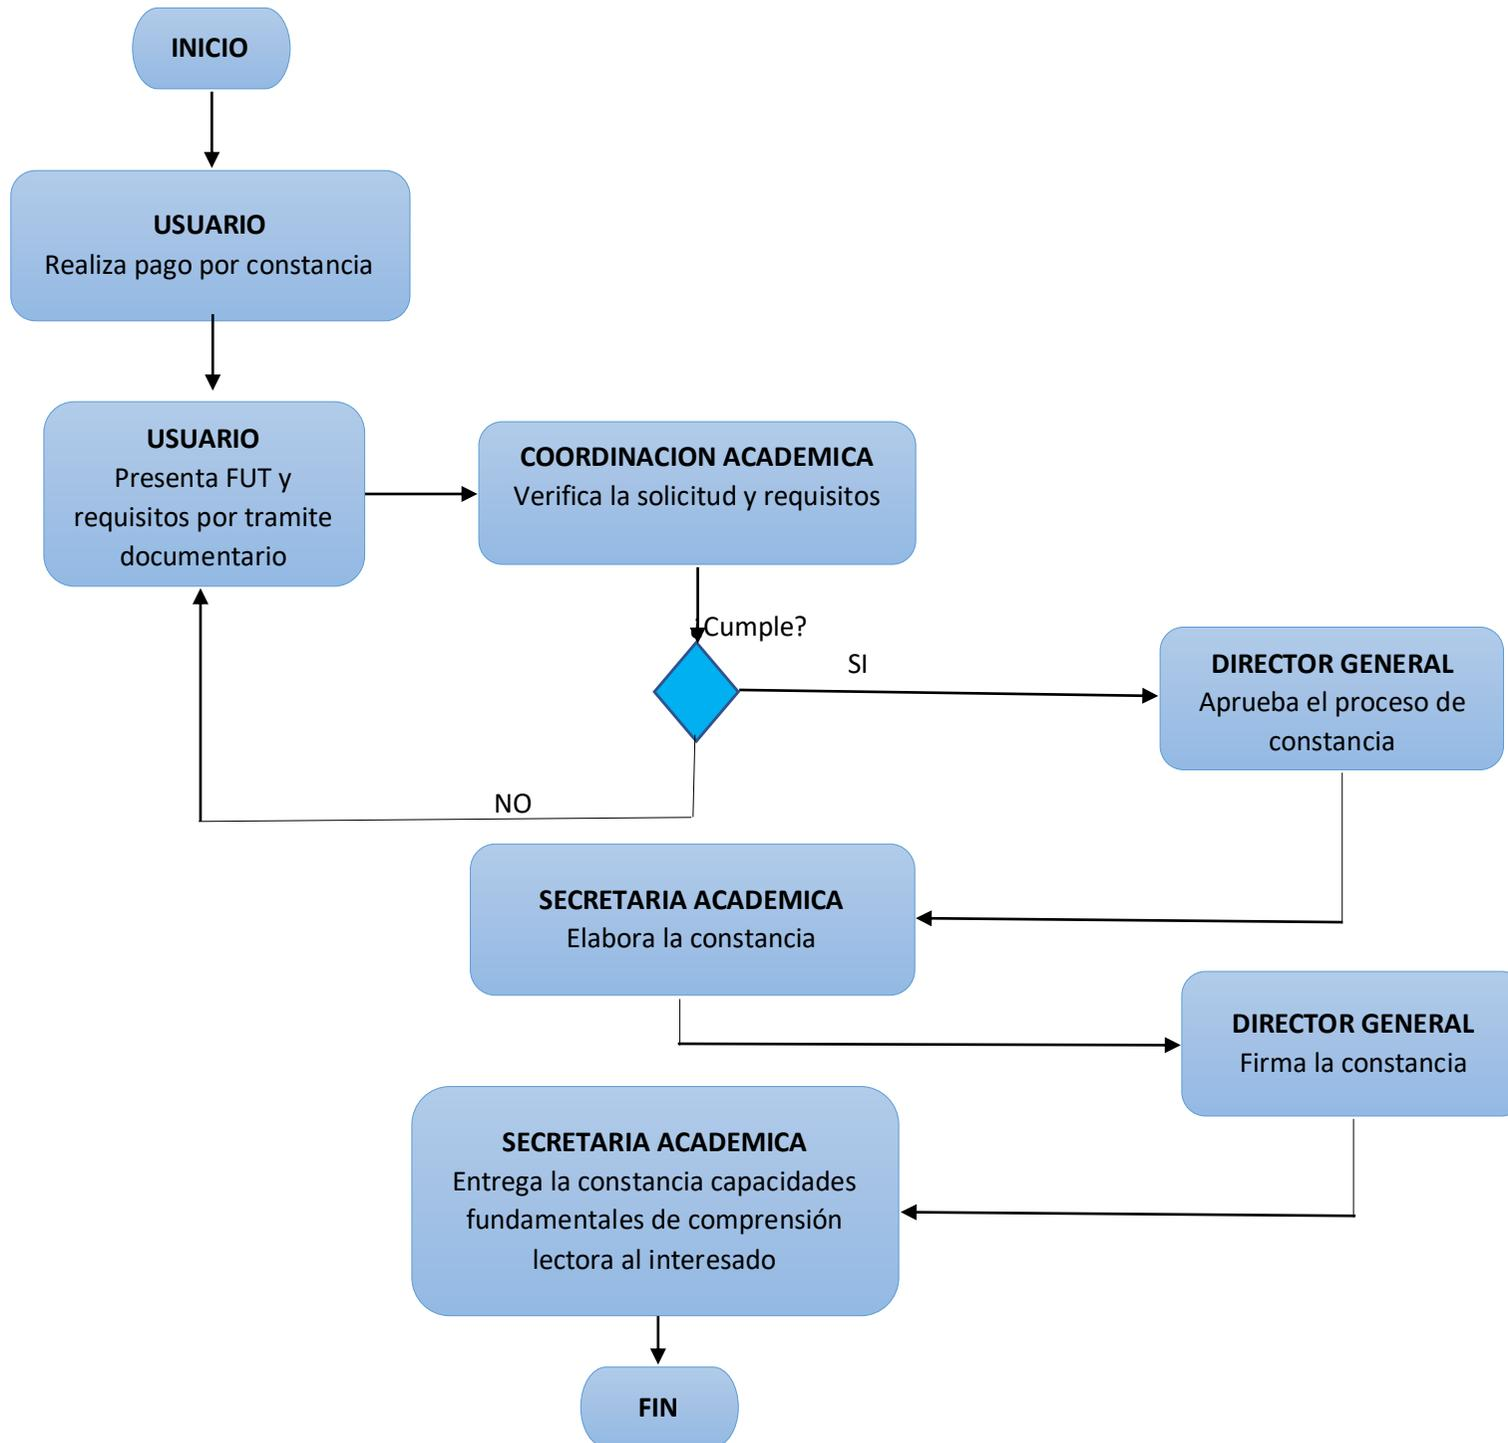 INICIO
USUARIO
Realiza pago por constancia
USUARIO
Presenta FUT y
requisitos por tramite
documentario
COORDINACION ACADEMICA
Verifica la solicitud y requisitos
Cumple?
SI
DIRECTOR GENERAL
Aprueba el proceso de
constancia
NO
SECRETARIA ACADEMICA
Elabora la constancia
DIRECTOR GENERAL
Firma la constancia
SECRETARIA ACADEMICA
Entrega la constancia capacidades
fundamentales de comprensión
lectora al interesado
FIN